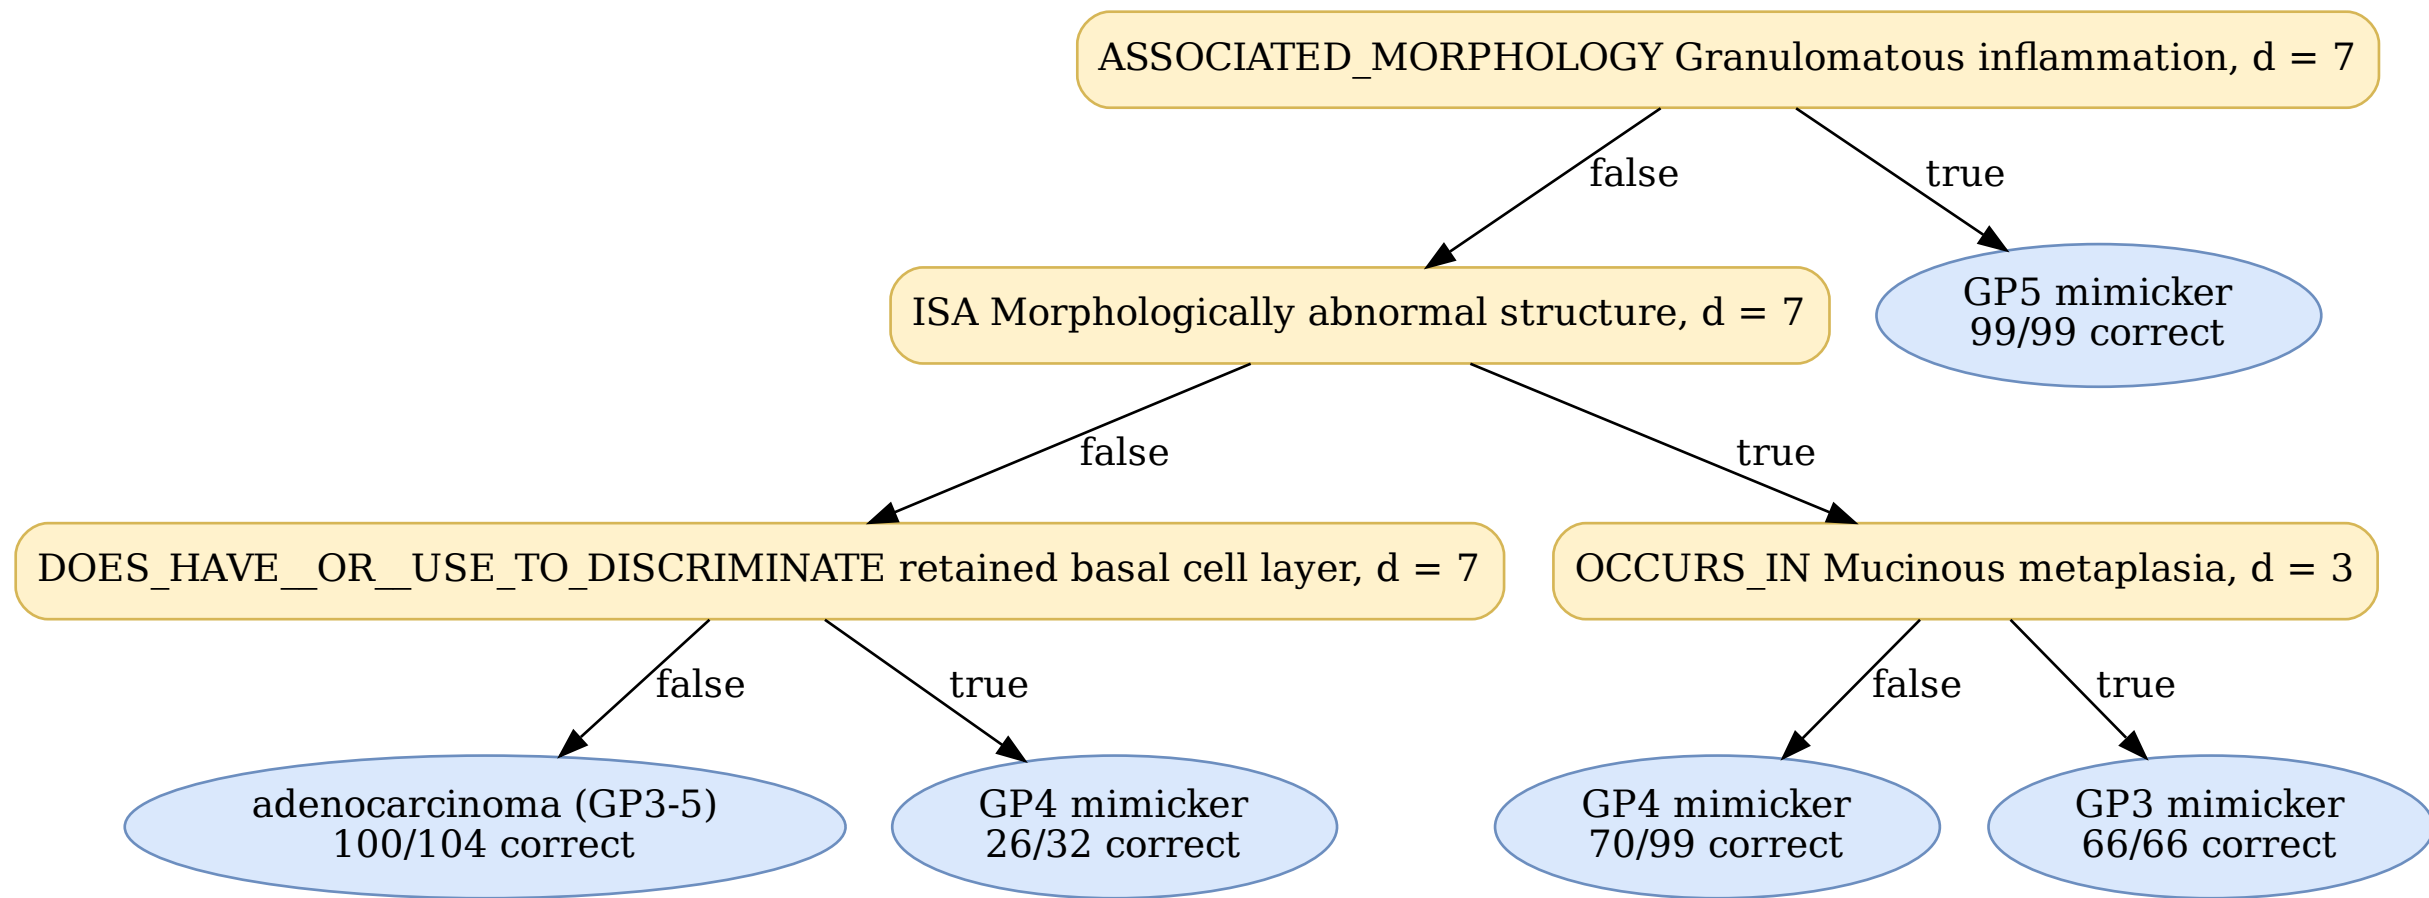 ASSOCIATED_MORPHOLOGY Granulomatous inflammation, d = 7
false
true
ISA Morphologically abnormal structure, d = 7
GP5 mimicker
99/99 correct
false
true
DOES_HAVE__OR__USE_TO_DISCRIMINATE retained basal cell layer, d = 7
OCCURS_IN Mucinous metaplasia, d = 3
false
true
false
true
adenocarcinoma (GP3-5)
100/104 correct
GP4 mimicker
26/32 correct
GP4 mimicker
70/99 correct
GP3 mimicker
66/66 correct